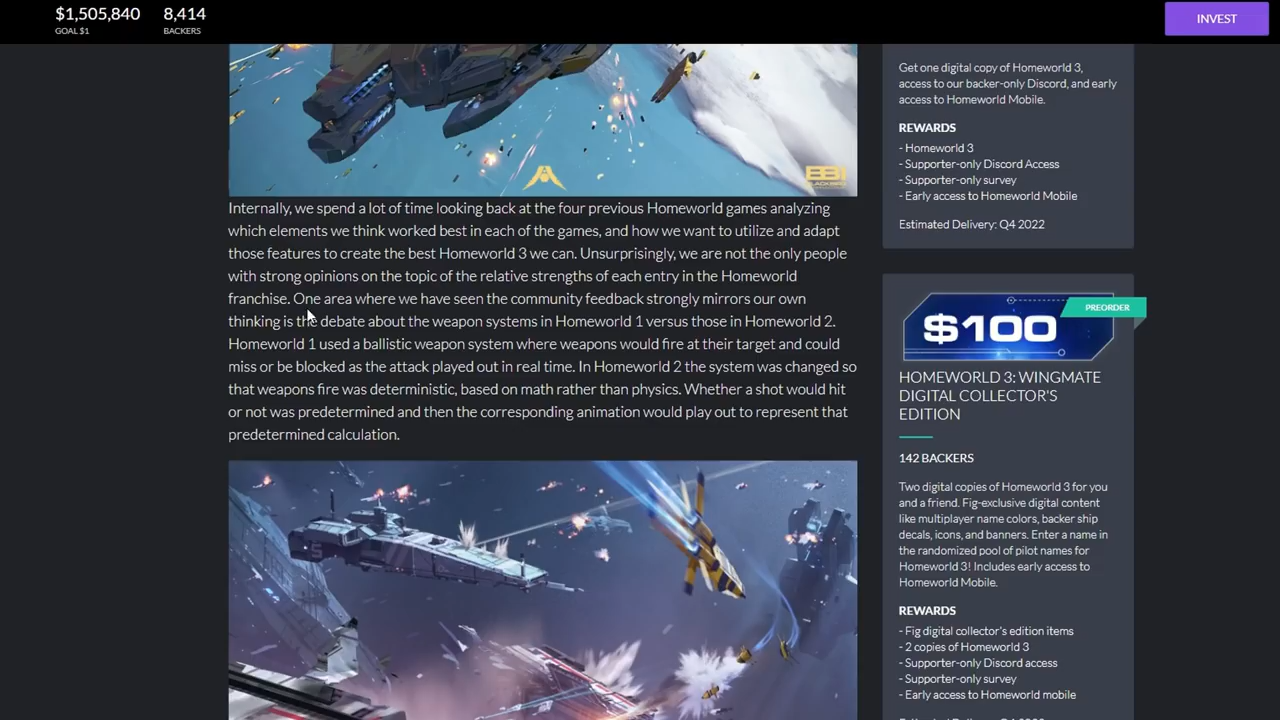 $1,505,840
GOAL $1
8,414
BACKERS
INVEST
Internally, we spend a lot of time looking back at the four previous Homeworld games analyzing
which elements we think worked best in each of the games, and how we want to utilize and adapt
those features to create the best Homeworld 3 we can. Unsurprisingly, we are not the only people
with strong opinions on the topic of the relative strengths of each entry in the Homeworld
franchise. One area where we have seen the community feedback strongly mirrors our own
thinking is the debate about the weapon systems in Homeworld 1 versus those in Homeworld 2.
Homeworld 1 used a ballistic weapon system where weapons would fire at their target and could
miss or be blocked as the attack played out in real time. In Homeworld 2 the system was changed so
that weapons fire was deterministic, based on math rather than physics. Whether a shot would hit
or not was predetermined and then the corresponding animation would play out to represent that
predetermined calculation.
Get one digital copy of Homeworld 3,
access to our backer-only Discord, and early
access to Homeworld Mobile.
REWARDS
- Homeworld 3
- Supporter-only Discord Access
- Supporter-only survey
- Early access to Homeworld Mobile
Estimated Delivery: Q4 2022
PREORDER
$100
HOMEWORLD 3: WINGMATE
DIGITAL COLLECTOR'S
EDITION
142 BACKERS
Two digital copies of Homeworld 3 for you
and a friend. Fig-exclusive digital content
like multiplayer name colors, backer ship
decals, icons, and banners. Enter a name in
the randomized pool of pilot names for
Homeworld 3! Includes early access to
Homeworld Mobile.
REWARDS
- Fig digital collector's edition items
- 2 copies of Homeworld 3
- Supporter-only Discord access
- Supporter-only survey
- Early access to Homeworld mobile